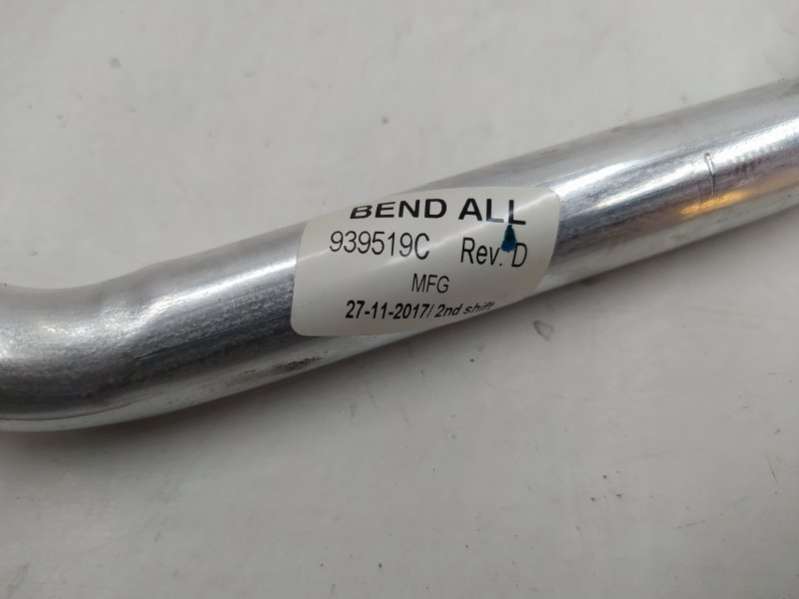 BEND ALL
939519C Rev. D
MFG
27-11-2017/ 2nd shift